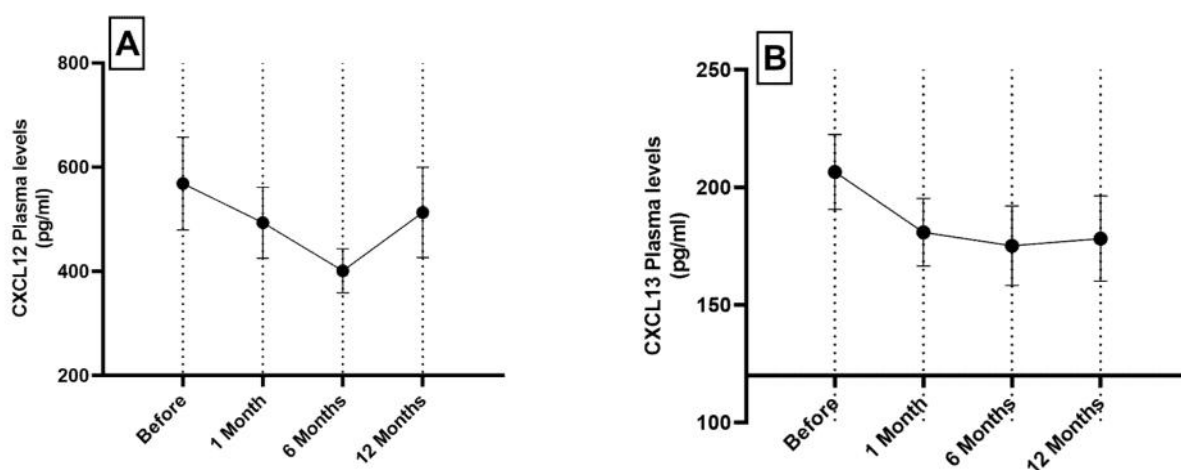 A
CXCL12 Plasma levels
(pg/ml)
800
600
400
200
Before
1 Month
6 Months
12 Months
B
CXCL13 Plasma levels
(pg/ml)
250
200
150
100
Before
1 Month
6 Months
12 Months